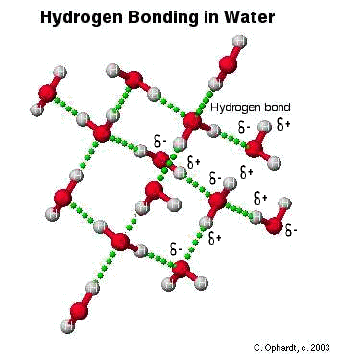 Hydrogen Bonding in Water
Hydrogen bond
δ-
δ+
δ-
δ+
δ-
δ+
δ+
δ-
δ+
δ-
C. Ophardt, c. 2003